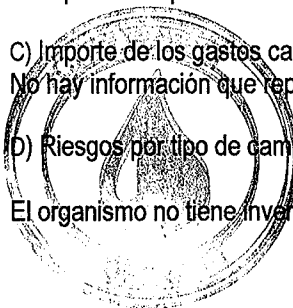 C) Importe de los gastos ca
No hay información que rep
D) Riesgos por tipo de cam
El organismo no tiene inver